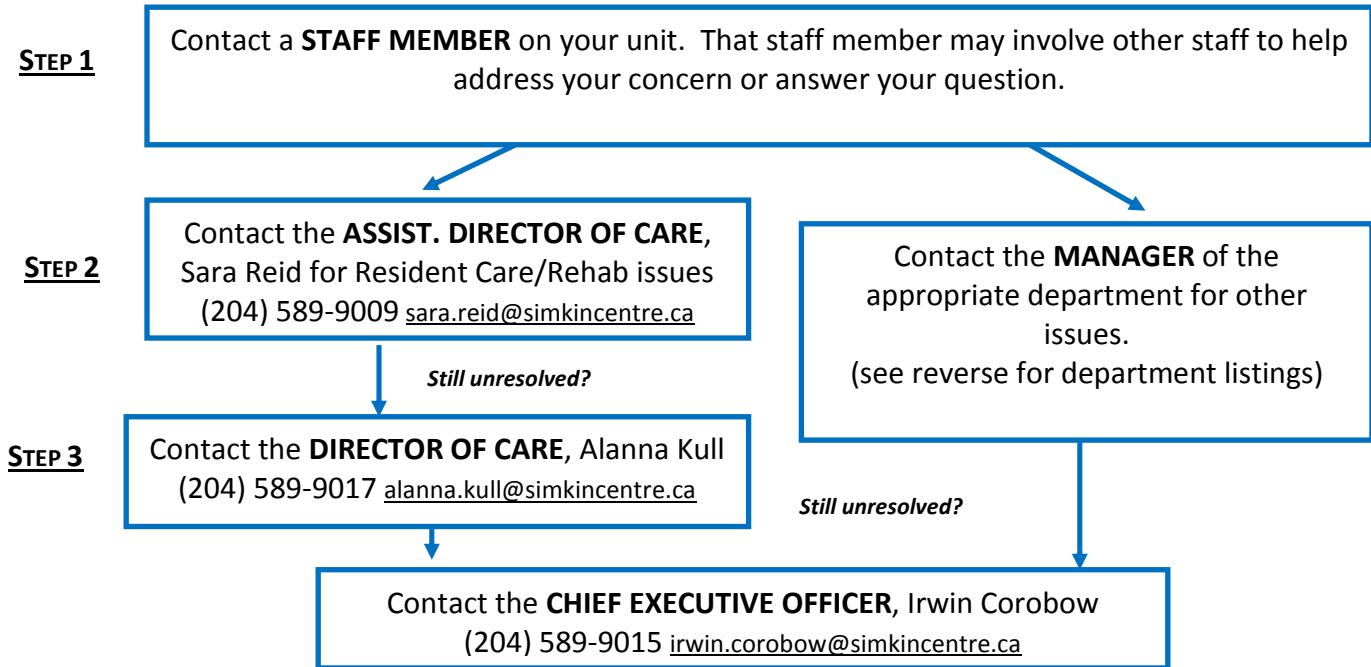 STEP 1
Contact a STAFF MEMBER on your unit.  That staff member may involve other staff to help
address your concern or answer your question.
STEP 2
Contact the ASSIST. DIRECTOR OF CARE,
Sara Reid for Resident Care/Rehab issues
(204) 589-9009 sara.reid@simkincentre.ca
Contact the MANAGER of the
appropriate department for other
issues.
(see reverse for department listings)
Still unresolved?
STEP 3
Contact the DIRECTOR OF CARE, Alanna Kull
(204) 589-9017 alanna.kull@simkincentre.ca
Still unresolved?
Contact the CHIEF EXECUTIVE OFFICER, Irwin Corobow
(204) 589-9015 irwin.corobow@simkincentre.ca